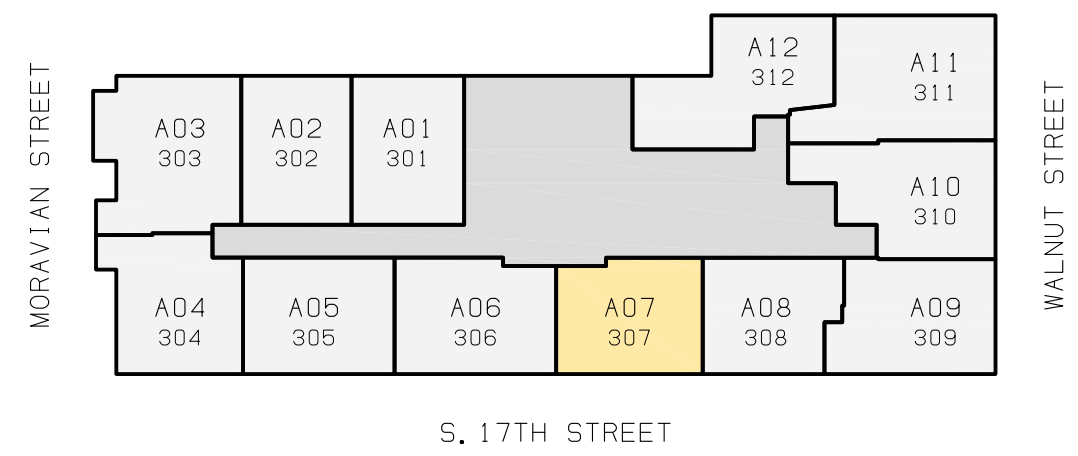 A12
312
A11
311
A03
303
A02
302
A01
301
A10
310
MORAVIAN STREET
WALNUT STREET
A04
304
A05
305
A06
306
A07
307
A08
308
A09
309
S. 17TH STREET